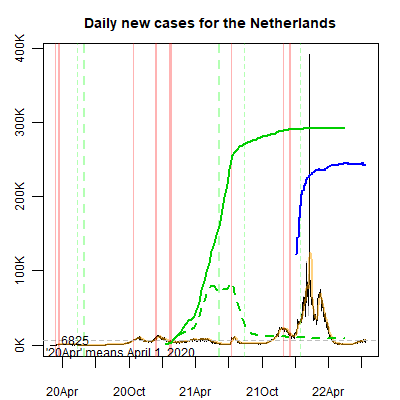 Daily new cases for the Netherlands
400K
300K
200K
100K
0K
6825
'20Apr' means April 1, 2020
20Apr
20Oct
21Apr
21Oct
22Apr